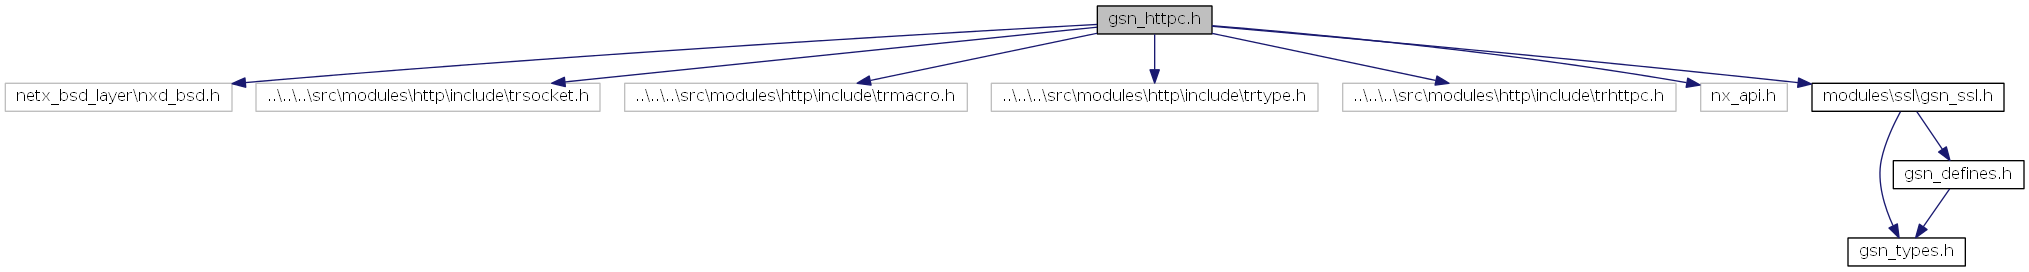 gsn_httpc.h
netx_bsd_layer\nxd_bsd.h
..\..\..\src\modules\http\include\trsocket.h
..\..\..\src\modules\http\include\trmacro.h
..\..\..\src\modules\http\include\trtype.h
..\..\..\src\modules\http\include\trhttpc.h
nx_api.h
modules\ssl\gsn_ssl.h
gsn_defines.h
gsn_types.h